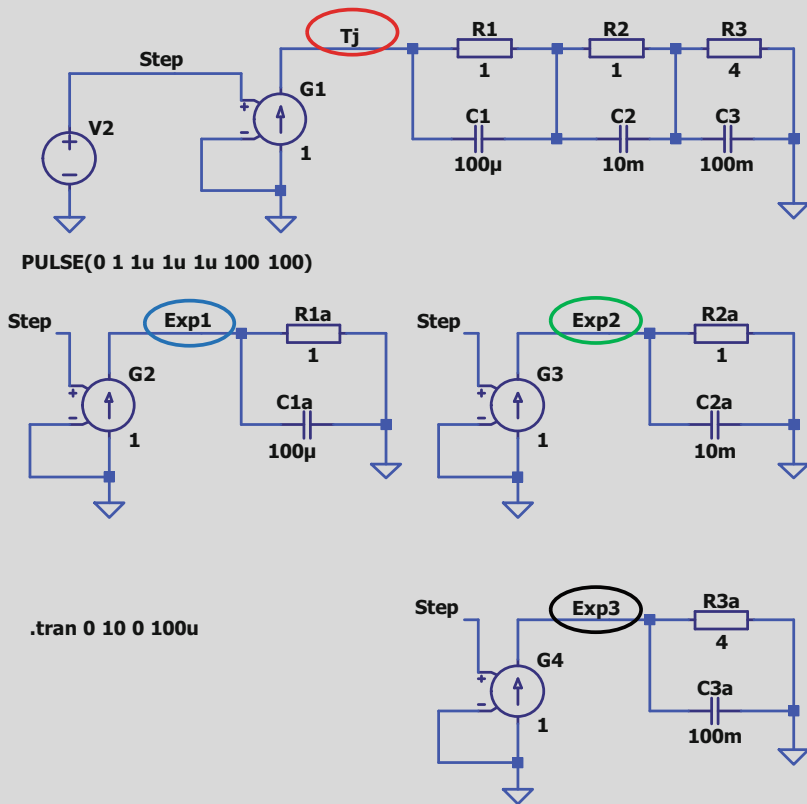 Tj R1 R2 R3
Step
1 1 4
G1
+
V2 C1 C2 C3
+
-
-
1
100µ 10m 100m
PULSE(0 1 1u 1u 1u 100 100)
Step Exp1 R1a Step Exp2 R2a
1 1
G2 G3
+ +
C1a C2a
- -
1 1
100µ 10m
Step Exp3 R3a
.tran 0 10 0 100u
4
G4
+
C3a
-
1
100m